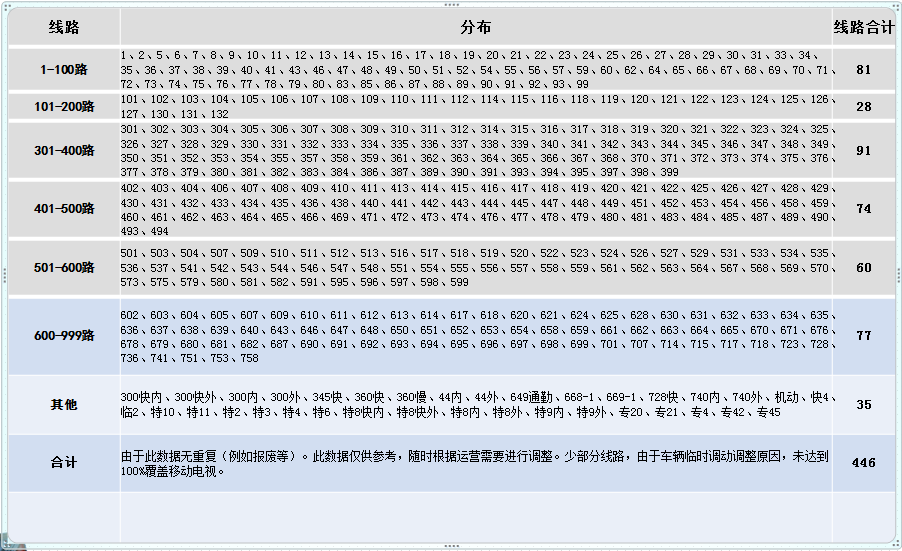 线路 分布 线路合计
1-100路
1、2、5、6、7、8、9、10、11、12、13、14、15、16、17、18、19、20、21、22、23、24、25、26、27、28、29、30、31、33、34、
35、36、37、38、39、40、41、43、46、47、48、49、50、51、52、54、55、56、57、59、60、62、64、65、66、67、68、69、70、71、
72、73、74、75、76、77、78、79、80、83、85、86、87、88、89、90、91、92、93、99
81
101-200路
101、102、103、104、105、106、107、108、109、110、111、112、114、115、116、118、119、120、121、122、123、124、125、126、
127、130、131、132
28
301-400路
301、302、303、304、305、306、307、308、309、310、311、312、314、315、316、317、318、319、320、321、322、323、324、325、
326、327、328、329、330、331、332、333、334、335、336、337、338、339、340、341、342、343、344、345、346、347、348、349、
350、351、352、353、354、355、357、358、359、361、362、363、364、365、366、367、368、370、371、372、373、374、375、376、
377、378、379、380、381、382、383、384、386、387、389、390、391、393、394、395、397、398、399
91
401-500路
402、403、404、406、407、408、409、410、411、413、414、415、416、417、418、419、420、421、422、425、426、427、428、429、
430、431、432、433、434、435、436、438、440、441、442、443、444、445、447、448、449、451、452、453、454、456、458、459、
460、461、462、463、464、465、466、469、471、472、473、474、476、477、478、479、480、481、483、484、485、487、489、490、
493、494
74
501-600路
501、503、504、507、509、510、511、512、513、516、517、518、519、520、522、523、524、526、527、529、531、533、534、535、
536、537、541、542、543、544、546、547、548、551、554、555、556、557、558、559、561、562、563、564、567、568、569、570、
573、575、579、580、581、582、591、595、596、597、598、599
60
600-999路
602、603、604、605、607、609、610、611、612、613、614、617、618、620、621、624、625、628、630、631、632、633、634、635、
636、637、638、639、640、643、646、647、648、650、651、652、653、654、658、659、661、662、663、664、665、670、671、676、
678、679、680、681、682、687、690、691、692、693、694、695、696、697、698、699、701、707、714、715、717、718、723、728、
736、741、751、753、758
77
其他
300快内、300快外、300内、300外、345快、360快、360慢、44内、44外、649通勤、668-1、669-1、728快、740内、740外、机动、快4、
临2、特10、特11、特2、特3、特4、特6、特8快内、特8快外、特8内、特8外、特9内、特9外、专20、专21、专4、专42、专45
35
合计
由于此数据无重复（例如报废等）。此数据仅供参考，随时根据运营需要进行调整。少部分线路，由于车辆临时调动调整原因，未达到
100%覆盖移动电视。
446